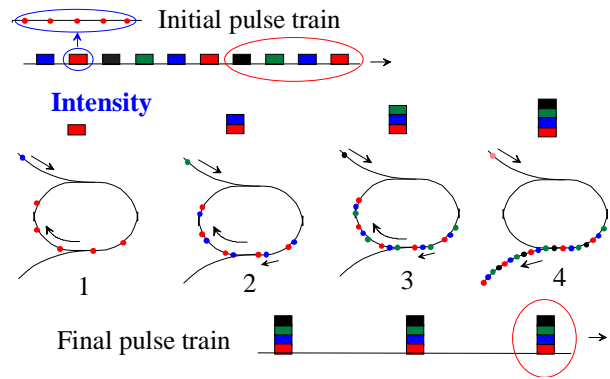 Initial pulse train
Intensity
1
2
3
4
Final pulse train